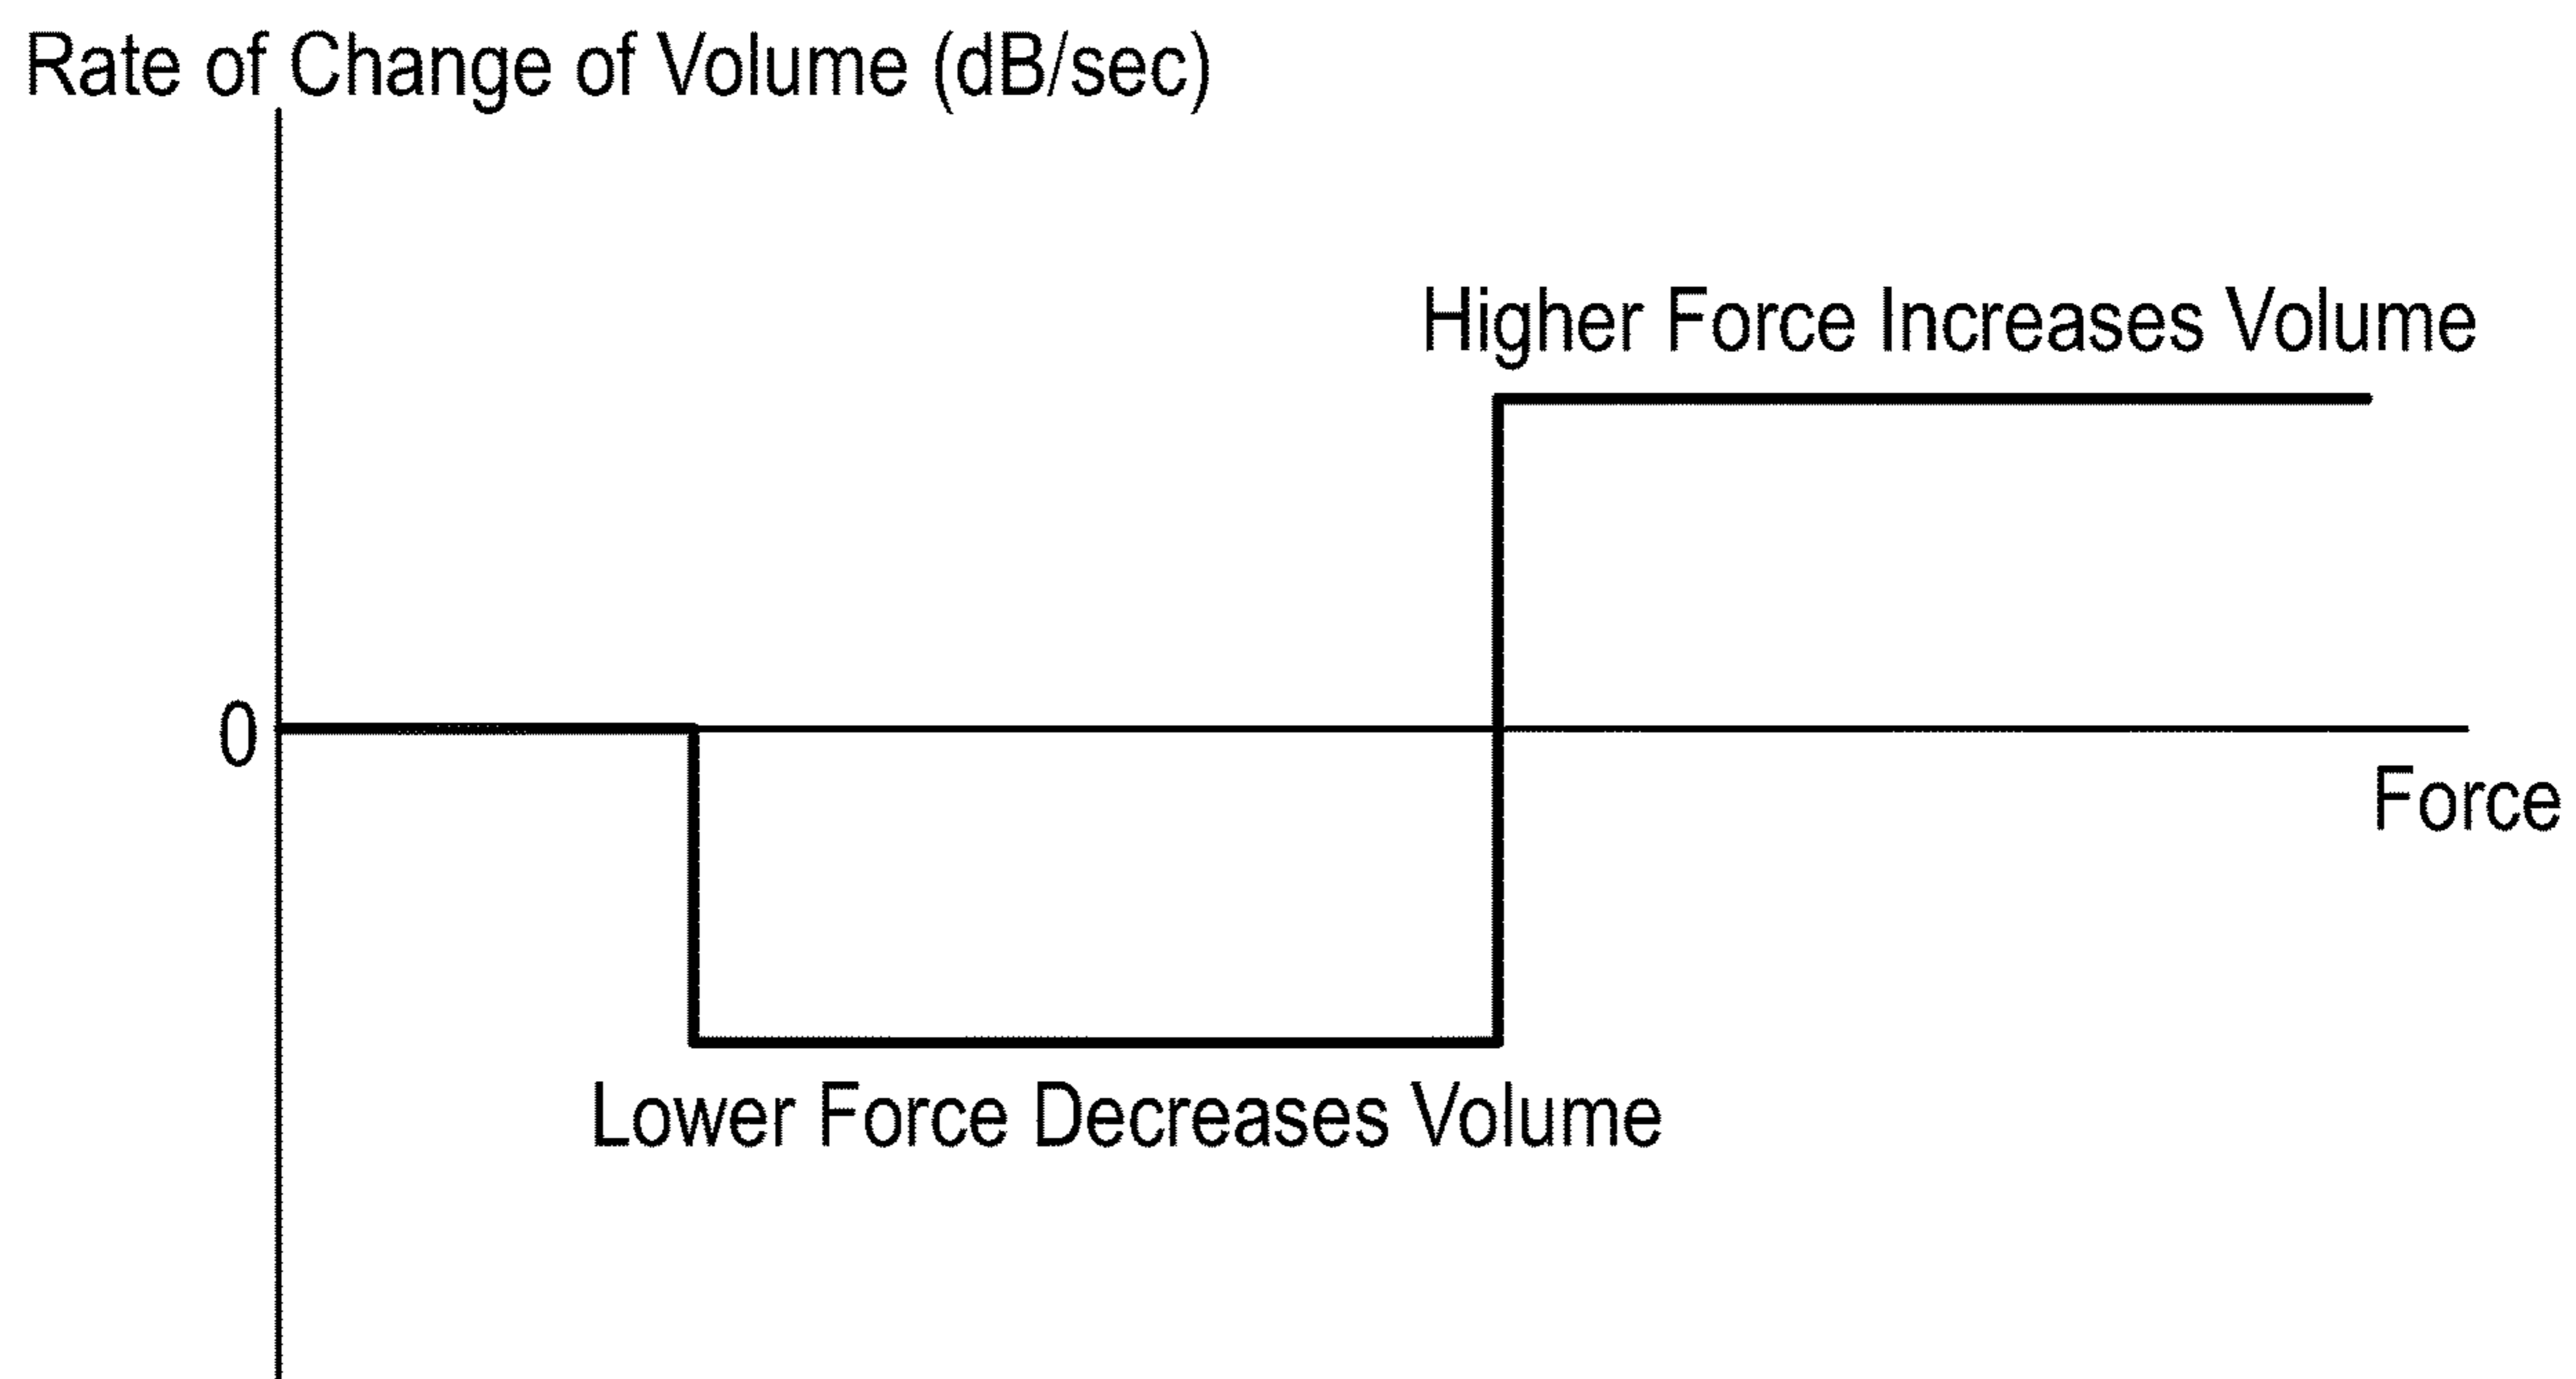 Rate of Change of Volume (dB/sec)
Higher Force Increases Volume
0
Force
Lower Force Decreases Volume